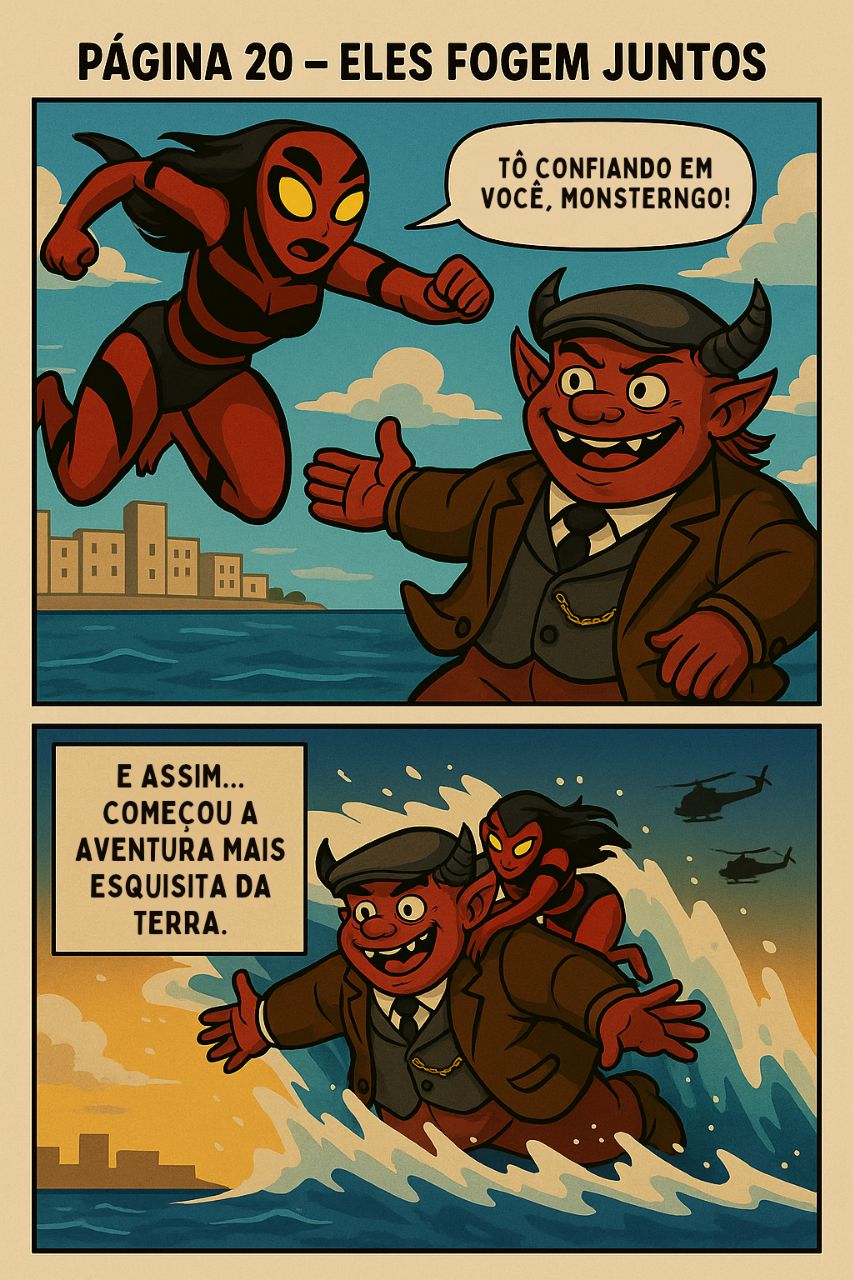 PÁGINA 20 – ELES FOGEM JUNTOS
TÔ CONFIANDO EM
VOCÊ, MONSTERNGO!
E ASSIM...
COMEÇOU A
AVENTURA MAIS
ESQUISITA DA
TERRA.